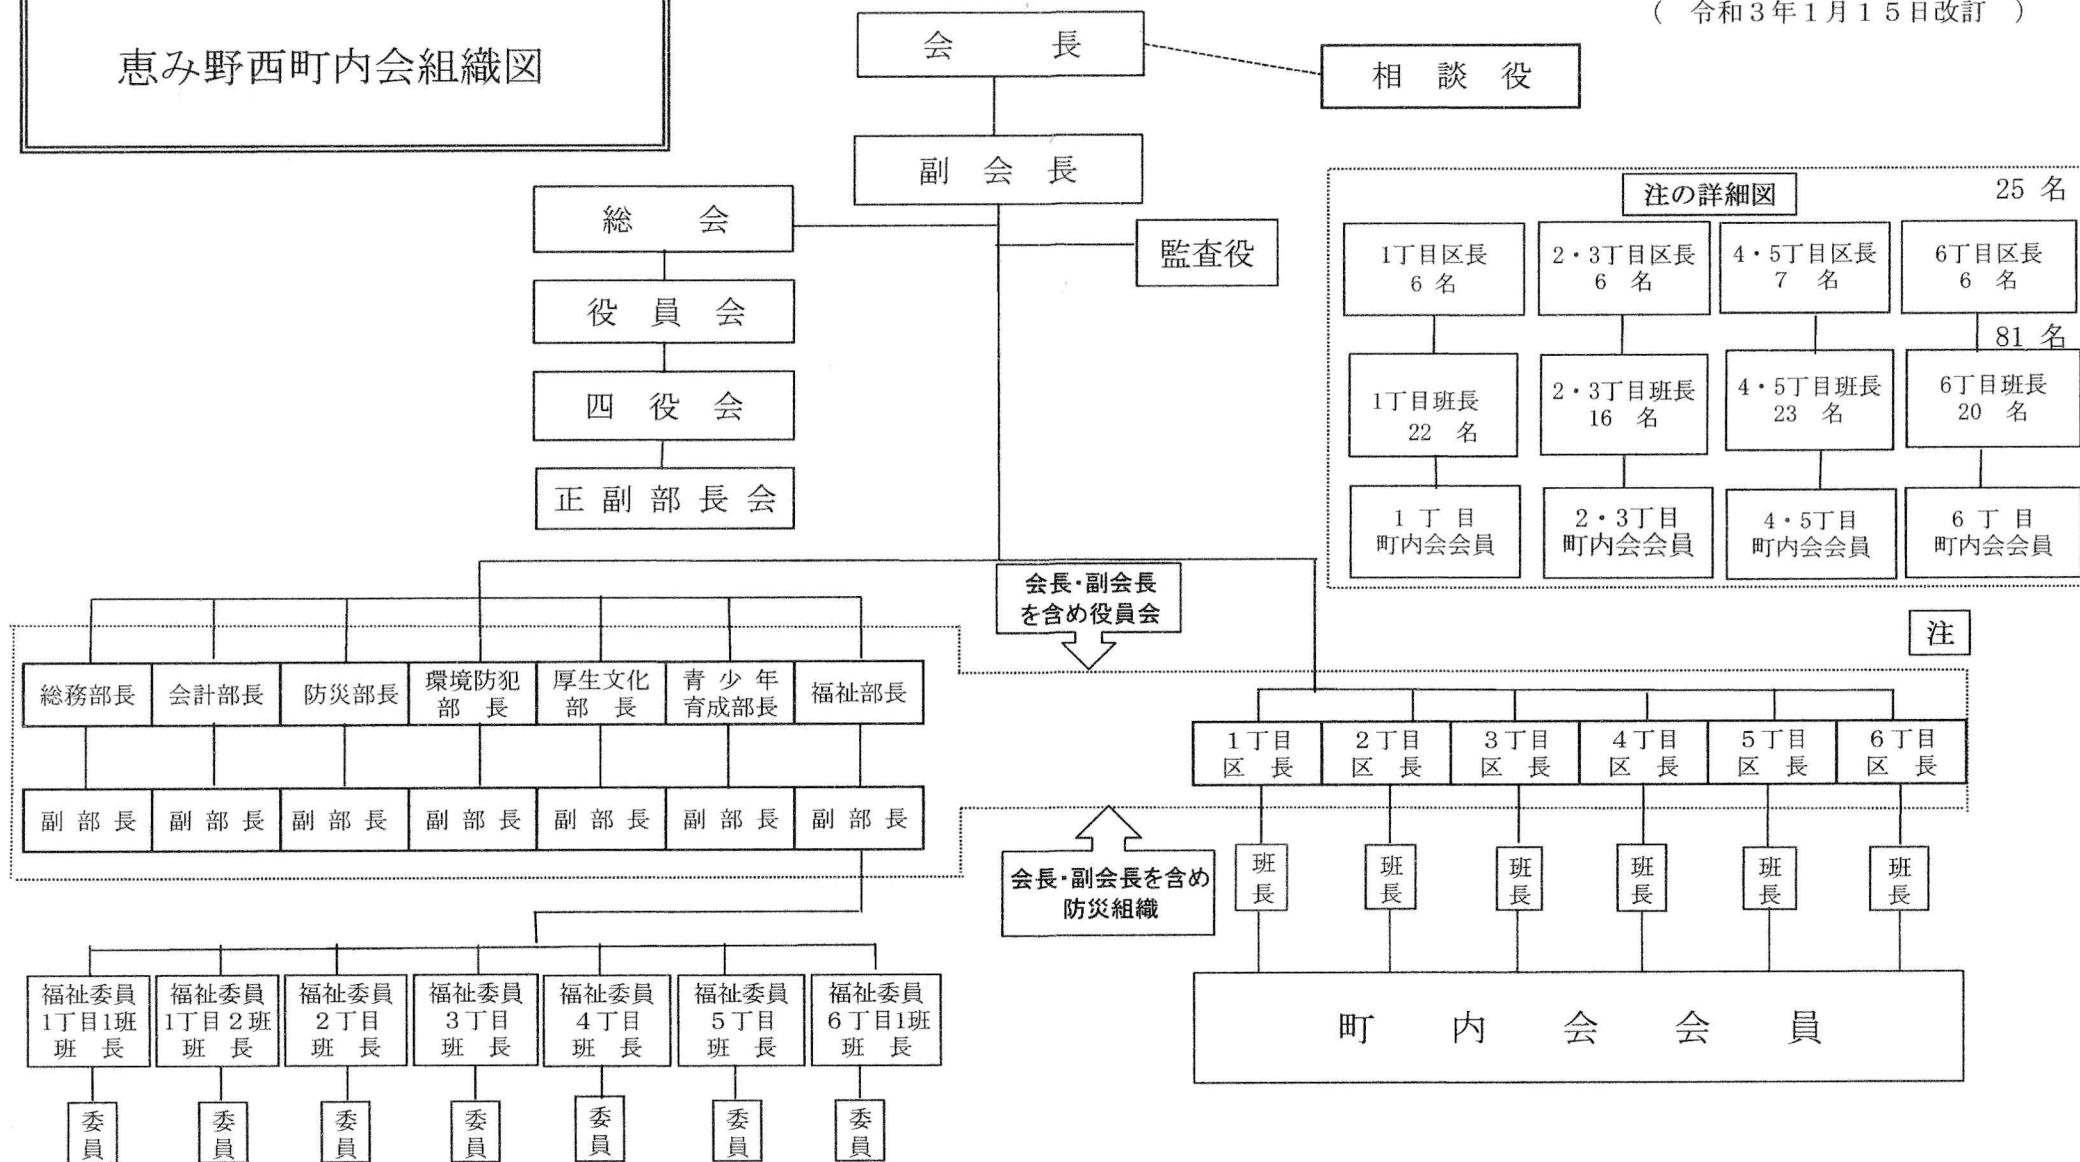 (　令和3年1月15日改訂　)
恵み野西町内会組織図
会　　　長
相　談　役
副　会　長
総　　会
監査役
役　員　会
四　役　会
正 副 部 長 会
注の詳細図
25 名
1丁目区長
6 名
2・3丁目区長
6　名
4・5丁目区長
7　名
6丁目区長
6　名
81 名
1丁目班長
22　名
2・3丁目班長
16　名
4・5丁目班長
23　名
6丁目班長
20　名
1 丁 目
町内会会員
2・3丁目
町内会会員
4・5丁目
町内会会員
6 丁 目
町内会会員
会長・副会長
を含め役員会
注
総務部長
会計部長
防災部長
環境防犯
部　長
厚生文化
部　長
青 少 年
育成部長
福祉部長
副 部 長
副 部 長
副 部 長
副 部 長
副 部 長
副 部 長
副 部 長
1丁目
区　長
2丁目
区　長
3丁目
区　長
4丁目
区　長
5丁目
区　長
6丁目
区　長
会長・副会長を含め
防災組織
班
長
班
長
班
長
班
長
班
長
班
長
町　内　会　会　員
福祉委員
1丁目1班
班　長
福祉委員
1丁目2班
班　長
福祉委員
2丁目
班　長
福祉委員
3丁目
班　長
福祉委員
4丁目
班　長
福祉委員
5丁目
班　長
福祉委員
6丁目1班
班　長
委
員
委
員
委
員
委
員
委
員
委
員
委
員